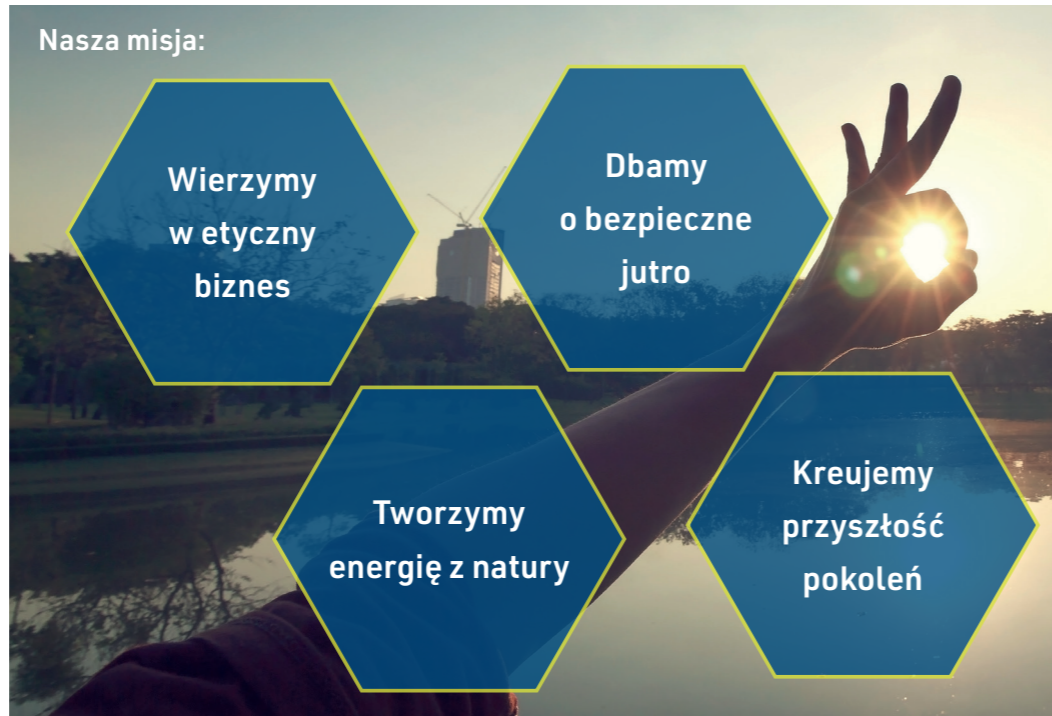 Nasza misja:
Wierzymy
w etyczny
biznes
Dbamy
o bezpieczne
jutro
Tworzymy
energię z natury
Kreujemy
przyszłość
pokoleń